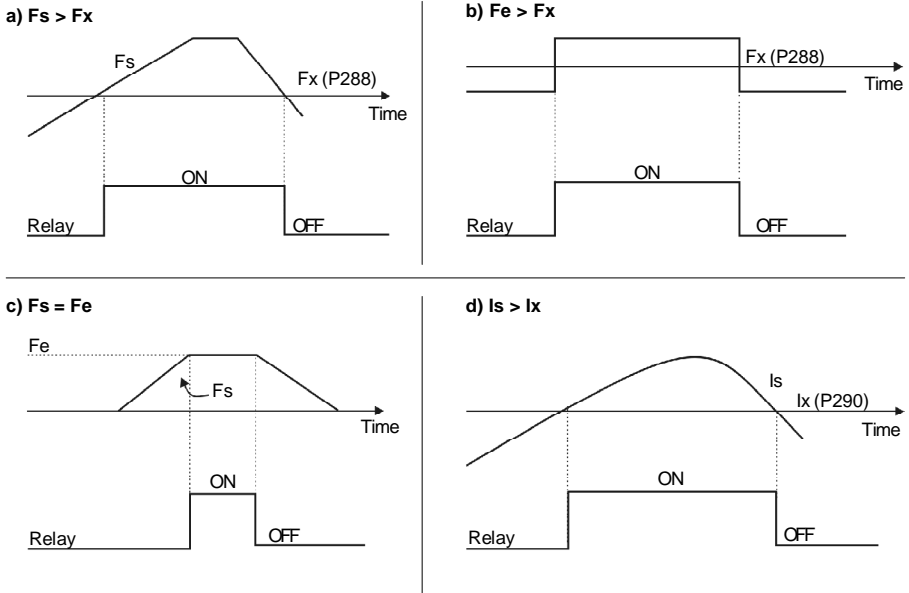 a) Fs > Fx
Fs
Fx (P288)
Time
ON
Relay
OFF
b) Fe > Fx
Fx (P288)
Time
ON
Relay
OFF
c) Fs = Fe
Fe
Fs
Time
ON
Relay
OFF
d) Is > Ix
Is
Ix (P290)
Time
ON
Relay
OFF